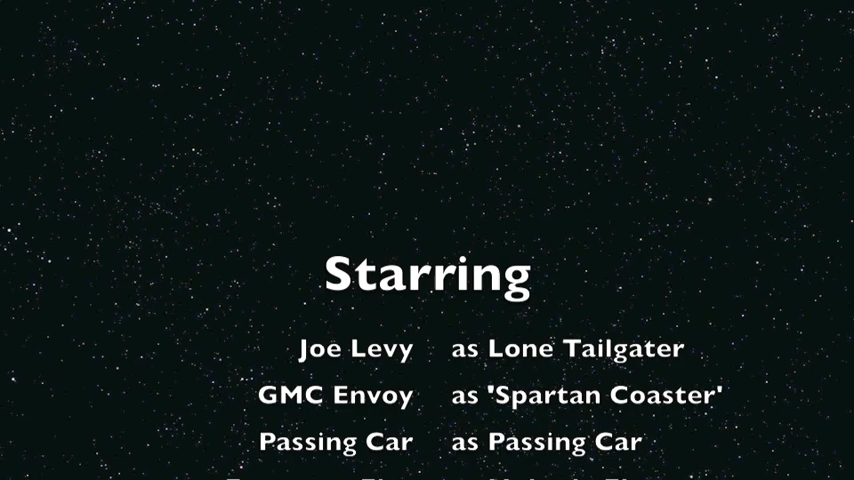 Starring
Joe Levy as Lone Tailgater
GMC Envoy as 'Spartan Coaster'
Passing Car as Passing Car